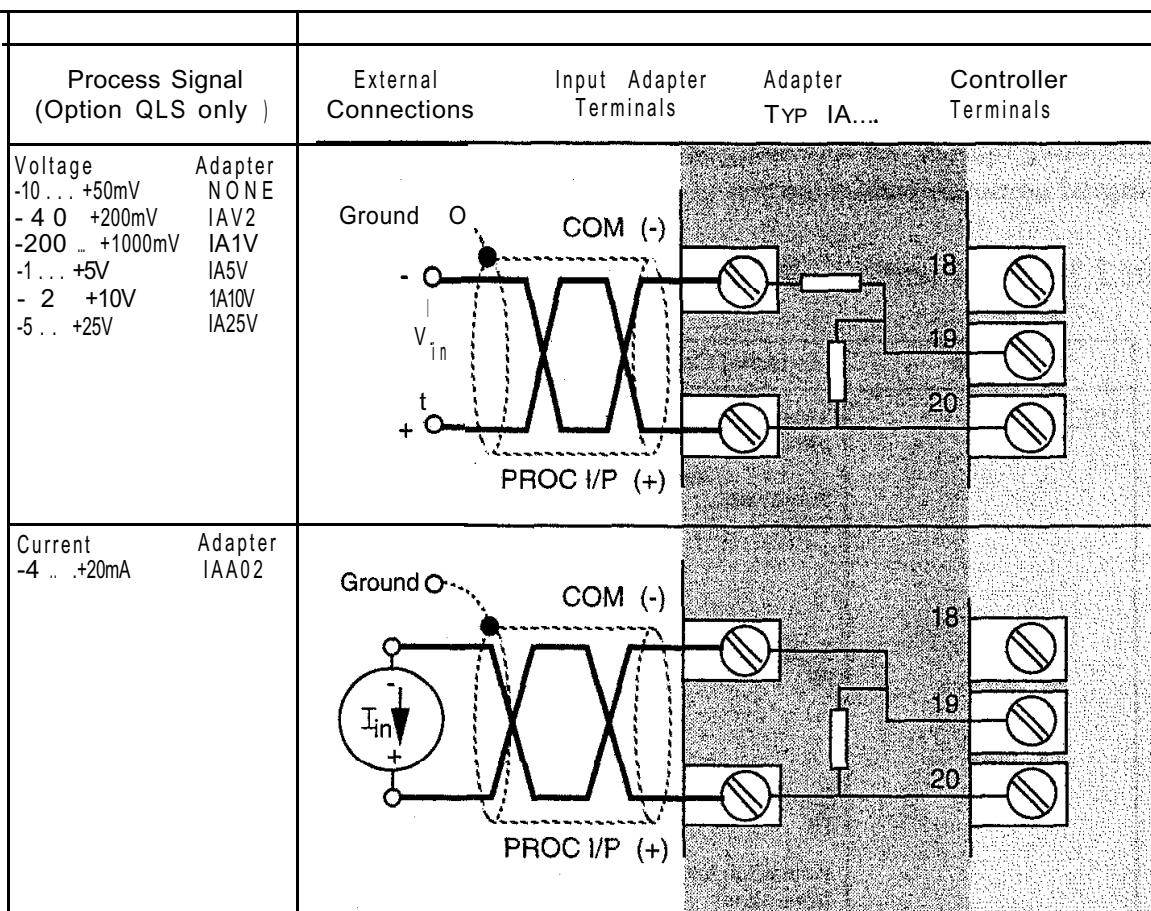 Process Signal
(Option QLS only )
External
Connections
Input Adapter
Terminals
Adapter
TYP IA....
Controller
Terminals
Voltage Adapter
-10 . . . +50mV NONE
- 4 0 +200mV IAV2
-200 .. +1000mV IA1V
-1 . . . +5V IA5V
- 2 +10V 1A10V
-5 . . +25V IA25V
Ground O
COM (-)
18
-
V in
19
t
20
+
PROC I/P (+)
Current Adapter
-4 .. .+20mA IAA02
Ground
COM (-)
18
-
Iin
19
+
20
PROC I/P (+)